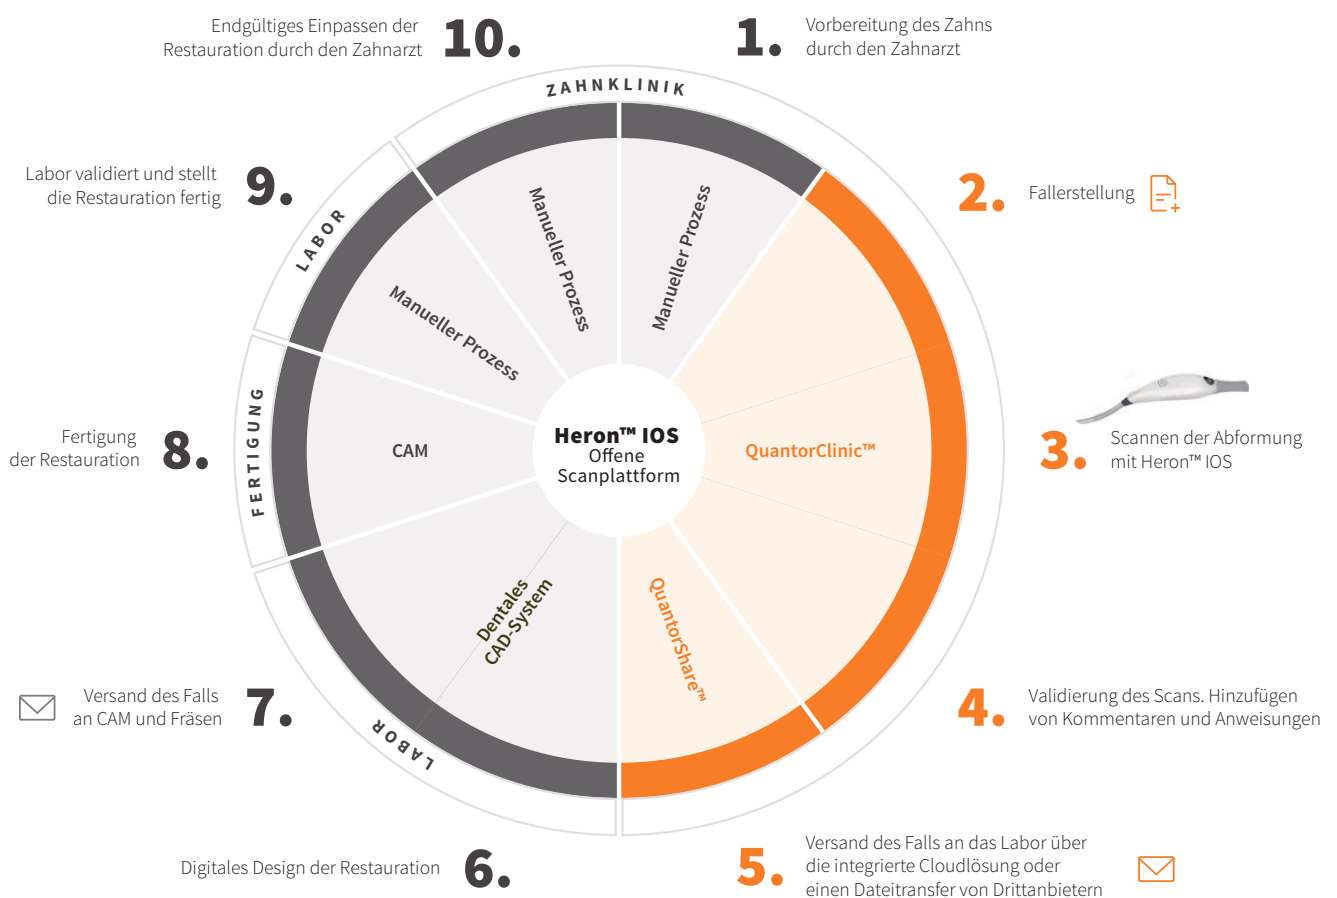 1.
Vorbereitung des Zahns
durch den Zahnarzt
2.
Fallerstellung
3.
Scannen der Abformung
mit Heron™ IOS
4.
Validierung des Scans. Hinzufügen
von Kommentaren und Anweisungen
5.
Versand des Falls an das Labor über
die integrierte Cloudlösung oder
einen Dateitransfer von Drittanbietern
6.
Digitales Design der Restauration
7.
Versand des Falls
an CAM und Fräsen
8.
Fertigung
der Restauration
9.
Labor validiert und stellt
die Restauration fertig
10.
Endgültiges Einpassen der
Restauration durch den Zahnarzt
ZAHNKLINIK
LABOR
FERTIGUNG
LABOR
Manueller Prozess
Manueller Prozess
Manueller Prozess
CAM
Dentales
CAD-System
QuantorShare™
QuantorClinic™
Heron™ IOS
Offene
Scanplattform